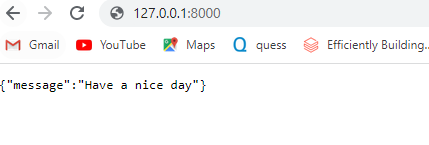 127.0.0.1:8000
Gmail YouTube Maps quess Efficiently Building...
{"message":"Have a nice day"}